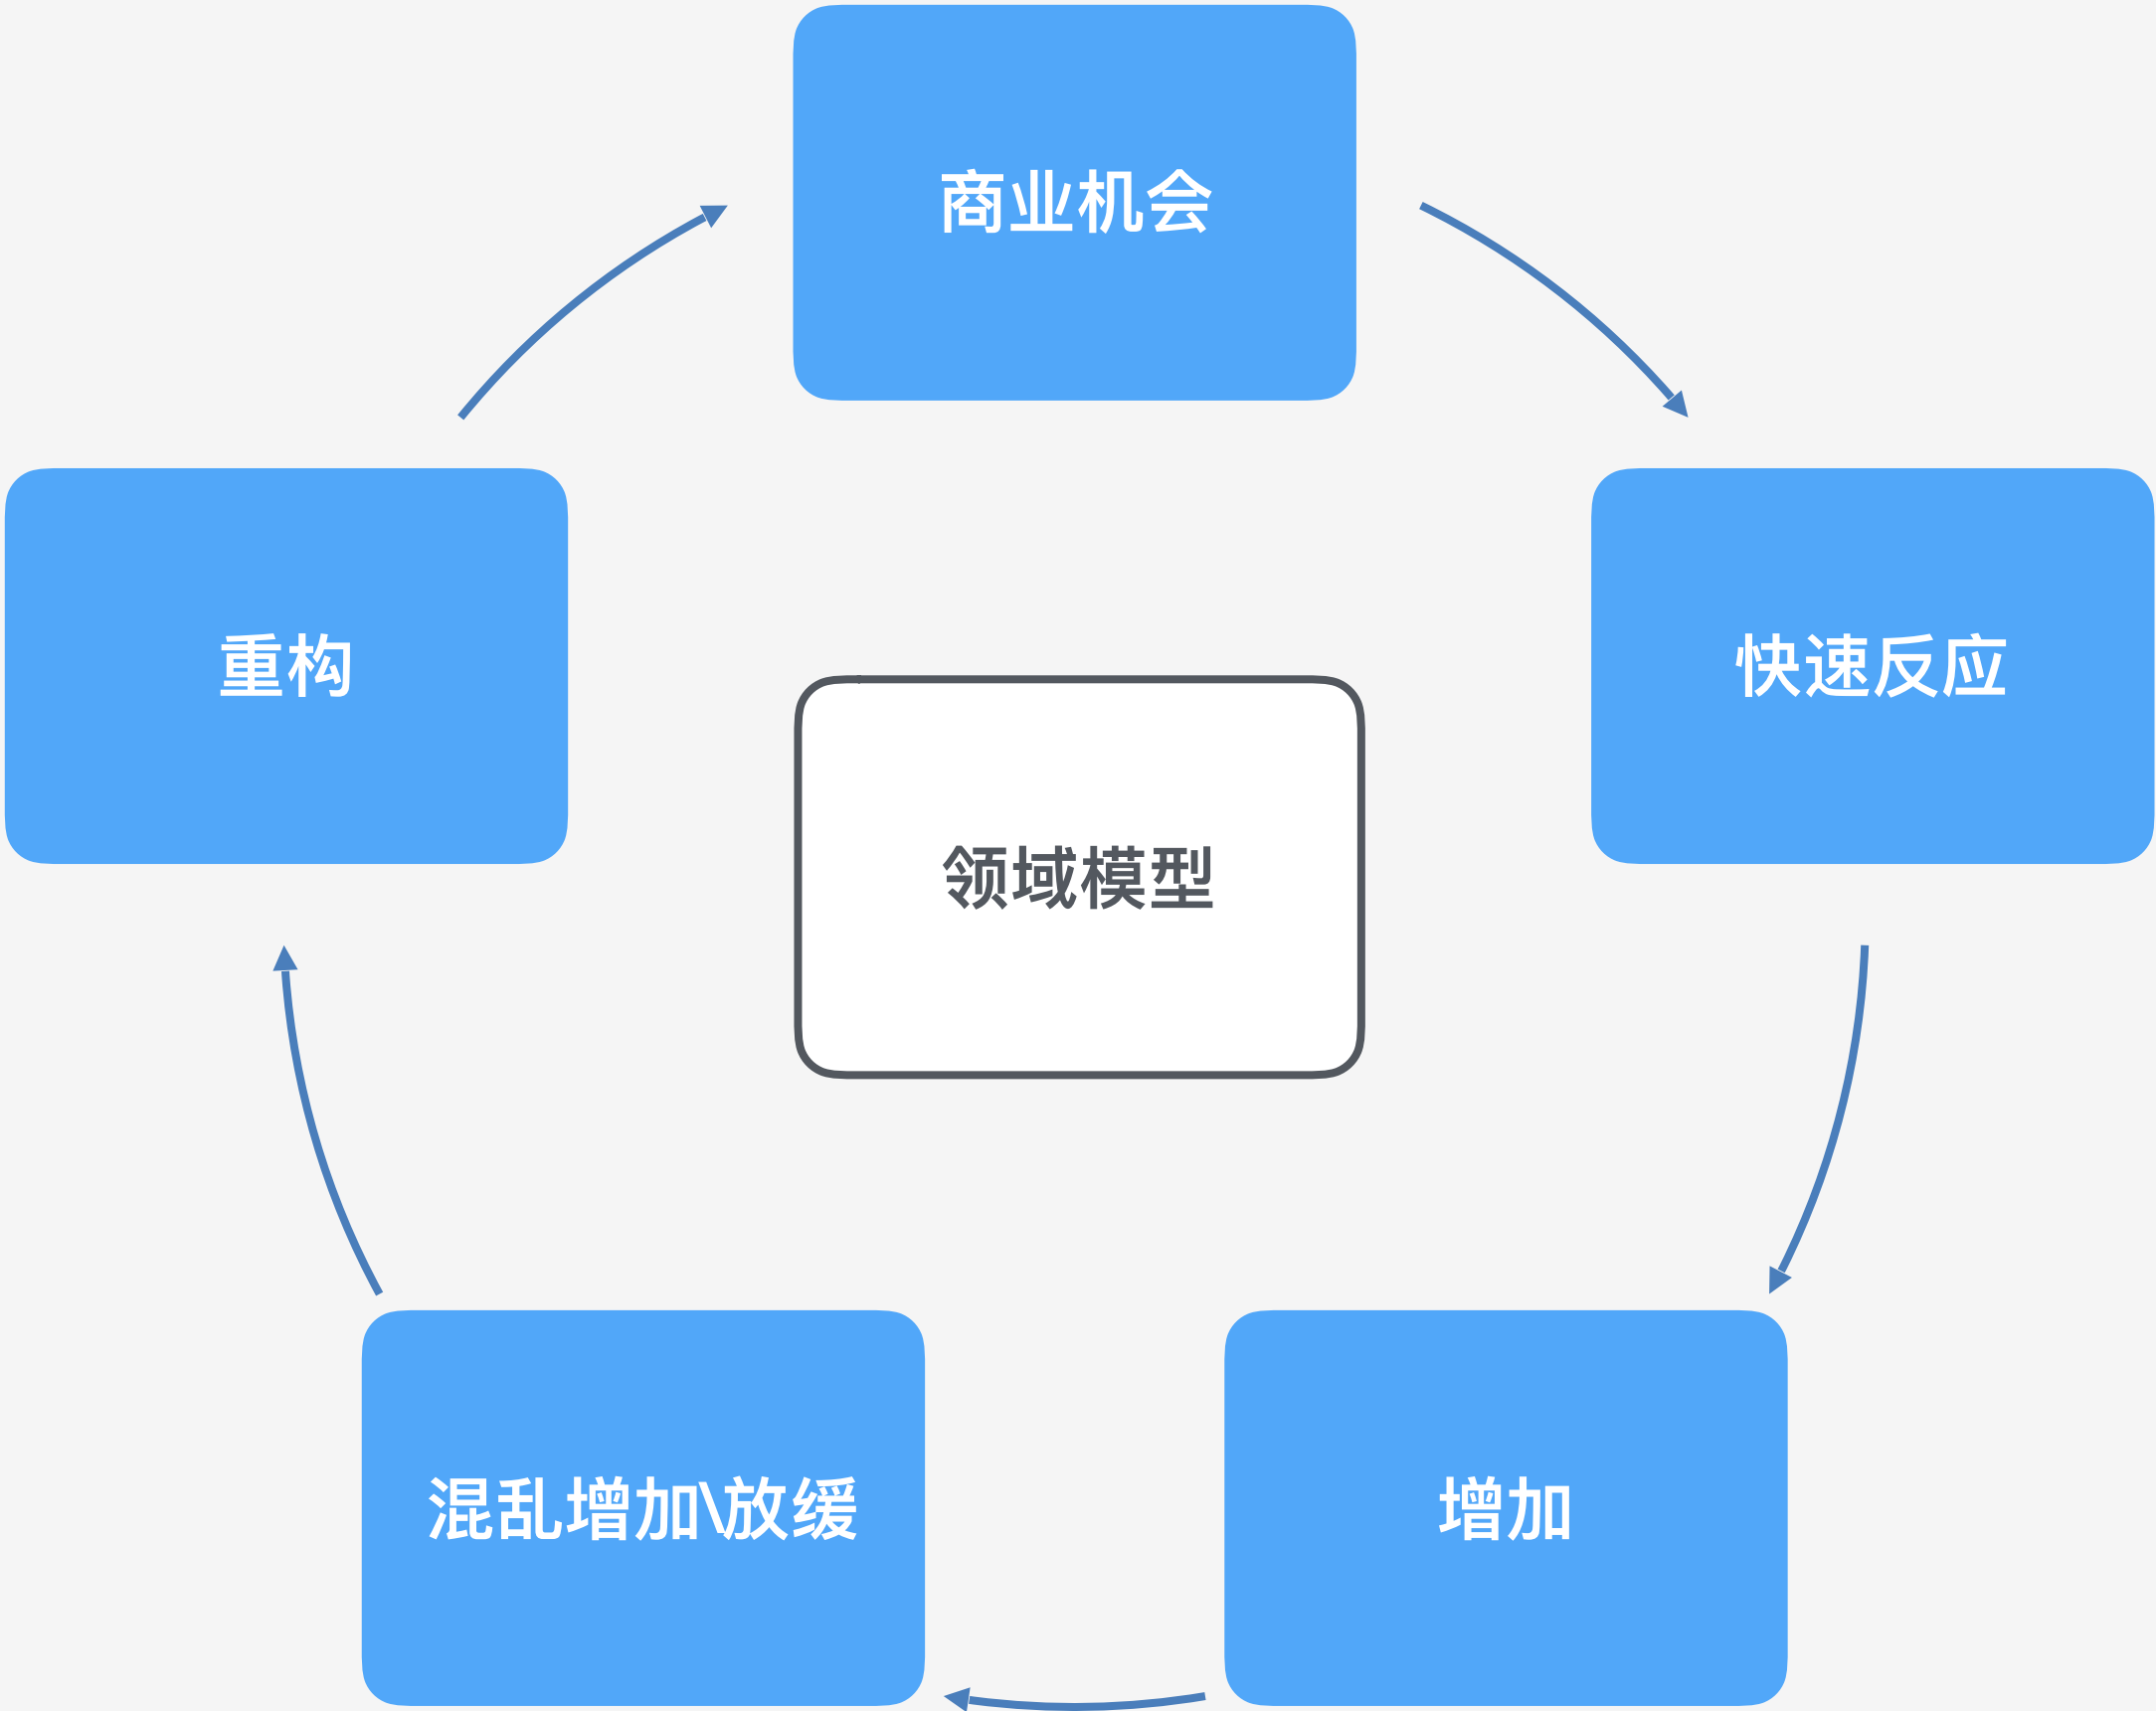 商业机会
重构
快速反应
领域模型
混乱增加\放缓
增加